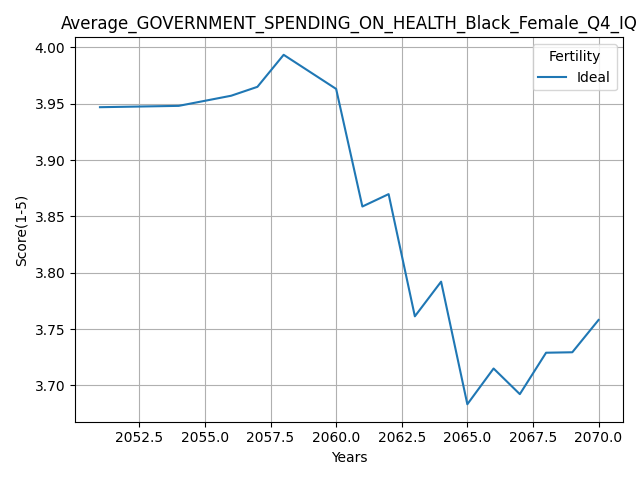 Average_GOVERNMENT_SPENDING_ON_HEALTH_Black_Female_Q4_IQ
Fertility
Ideal
4.00
3.95
3.90
3.85
3.80
3.75
3.70
Score(1-5)
2052.5 2055.0 2057.5 2060.0 2062.5 2065.0 2067.5 2070.0
Years